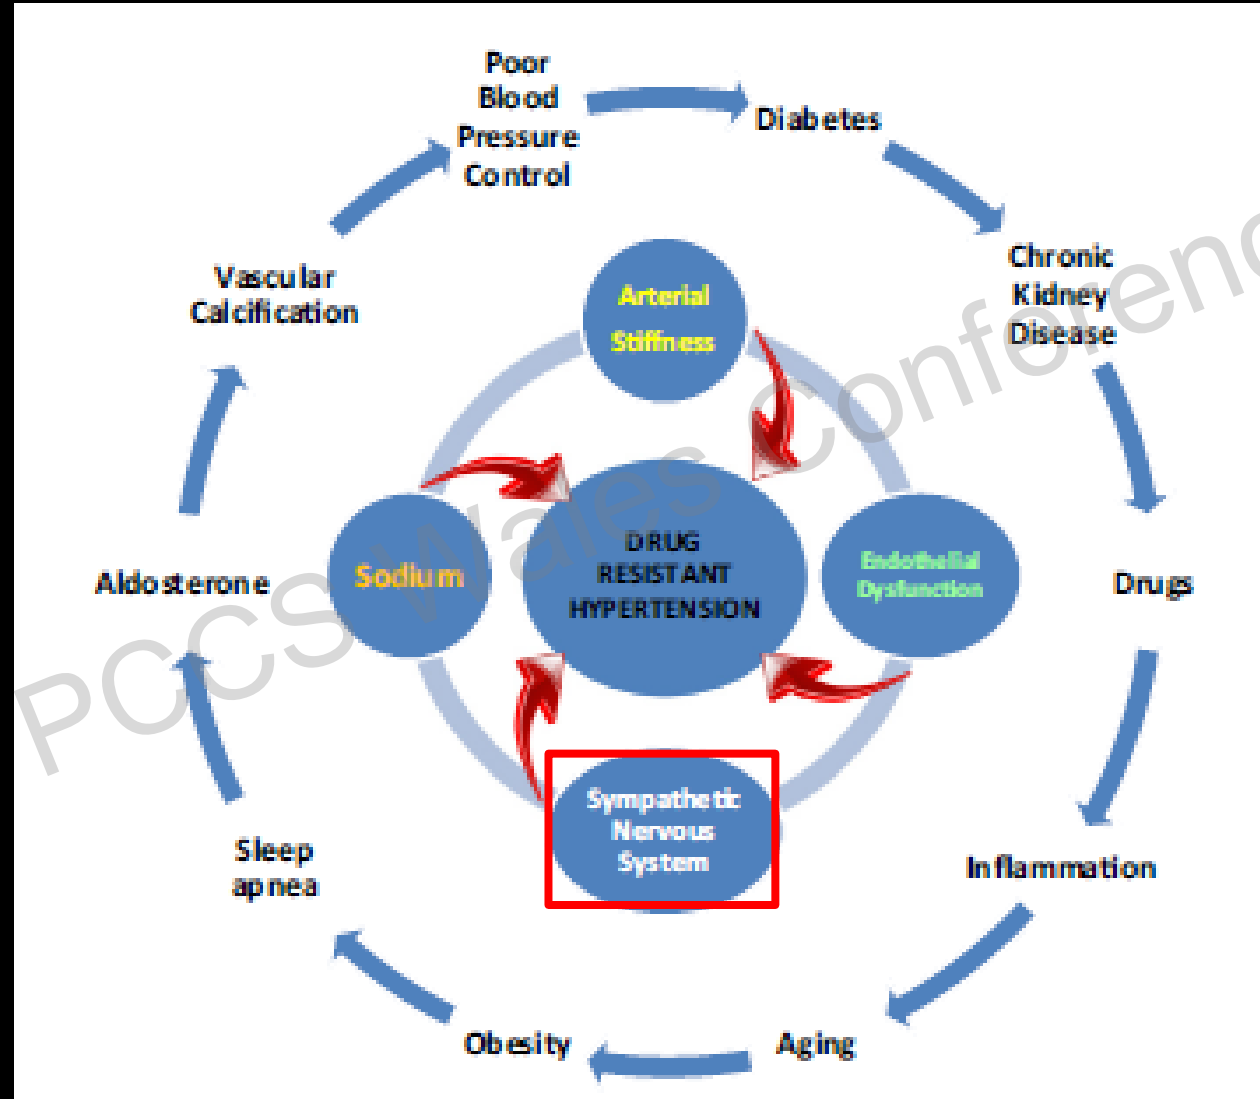 Poor
Blood
Pressure
Control
Diabetes
Chronic
Kidney
Disease
Drugs
Inflammation
Aging
Obesity
Sleep
apnea
Aldosterone
Vascular
Calcification
Arterial
Stiffness
Endothelial
Dysfunction
Sympathetic
Nervous
System
Sodium
DRUG
RESISTANT
HYPERTENSION
PCCS Wales Conferenc